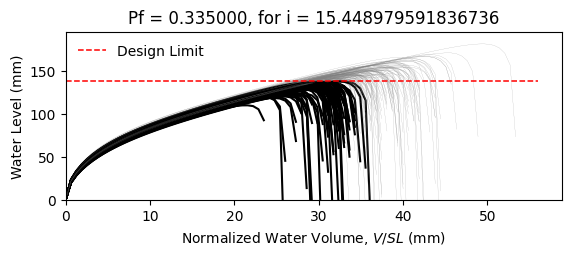 Pf = 0.335000, for i = 15.448979591836736
Design Limit
Water Level (mm)
150
100
50
0
0 10 20 30 40 50
Normalized Water Volume, V/SL (mm)